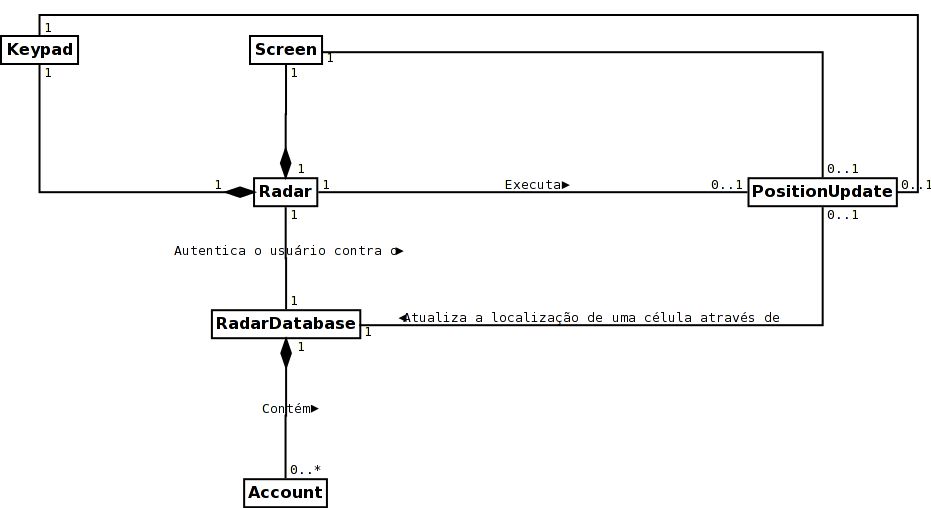 1
Keypad
Screen
1
1
1
1
0..1
1
Radar
1
Executa►
0..1
PositionUpdate
0..1
1
0..1
Autentica o usuário contra o►
1
RadarDatabase
◄Atualiza a localização de uma célula através de
1
1
Contém►
0..*
Account